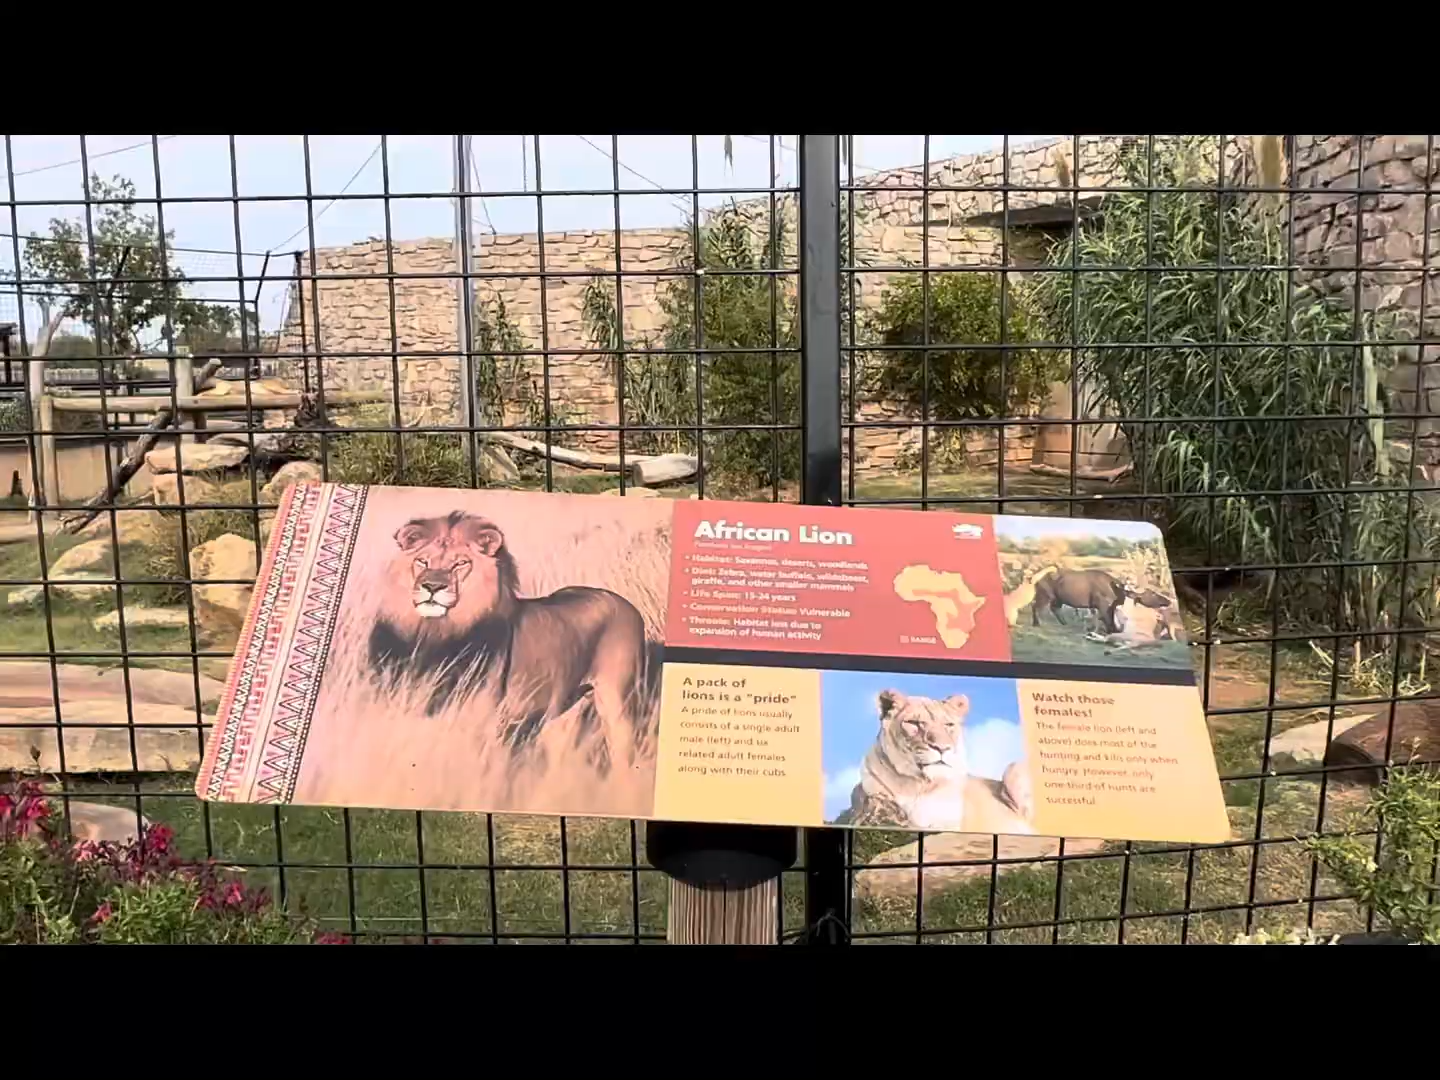 African Lion
• Habitat: Savannas, deserts, woodlands
• Diet: Zebra, water buffalo, wildebeest,
giraffe, and other smaller mammals
• Life Span: 15-24 years
• Conservation Status: Vulnerable
• Threats: Habitat loss due to
expansion of human activity
RANGE
A pack of
lions is a "pride"
A pride of lions usually
consists of a single adult
male (left) and six
related adult females
along with their cubs.
Watch those
females!
The female lion (left and
above) does most of the
hunting and kills only when
hungry. However, only
one-third of hunts are
successful.